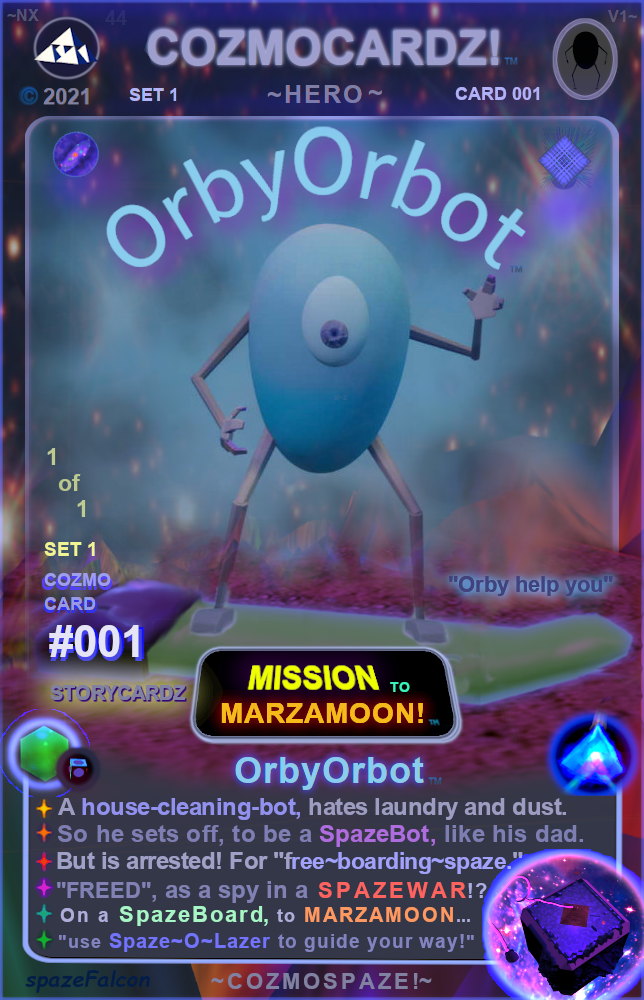 ~NX
44
V1~
COZMOCARDZ!™
© 2021
SET 1
~HERO~
CARD 001
OrbyOrbot™
1
of
1
SET 1
COZMO
CARD
#001
"Orby help you"
STORYCARDZ
MISSION TO
MARZAMOON!™
OrbyOrbot™
A house-cleaning-bot, hates laundry and dust.
So he sets off, to be a SpazeBot, like his dad.
But is arrested! For "free~boarding~spaze."
"FREED", as a spy in a SPAZEWAR!?
On a SpazeBoard, to MARZAMOON...
"use Spaze~O~Lazer to guide your way!"
spazeFalcon
~COZMOSPAZE!~